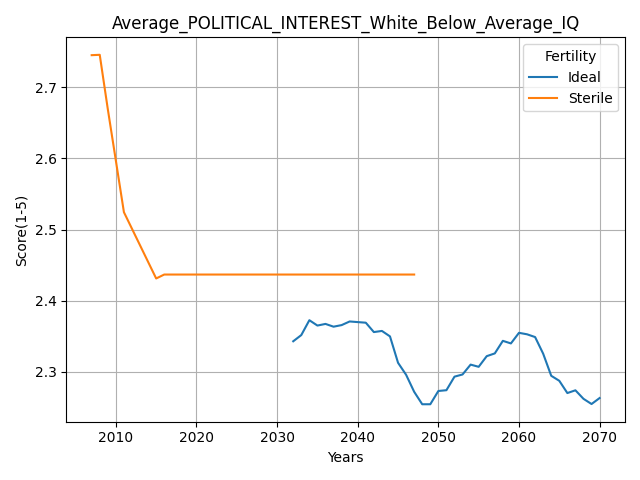 Average_POLITICAL_INTEREST_White_Below_Average_IQ
Fertility
Ideal
Sterile
Score(1-5)
2.7
2.6
2.5
2.4
2.3
2010 2020 2030 2040 2050 2060 2070
Years